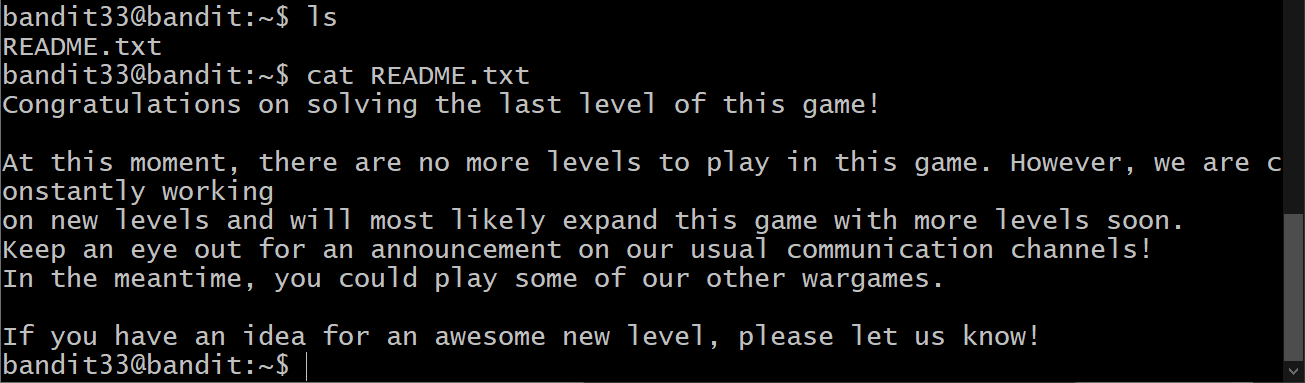 bandit33@bandit:~$ ls
README.txt
bandit33@bandit:~$ cat README.txt
Congratulations on solving the last level of this game!
At this moment, there are no more levels to play in this game. However, we are c
onstantly working
on new levels and will most likely expand this game with more levels soon.
Keep an eye out for an announcement on our usual communication channels!
In the meantime, you could play some of our other wargames.
If you have an idea for an awesome new level, please let us know!
bandit33@bandit:~$